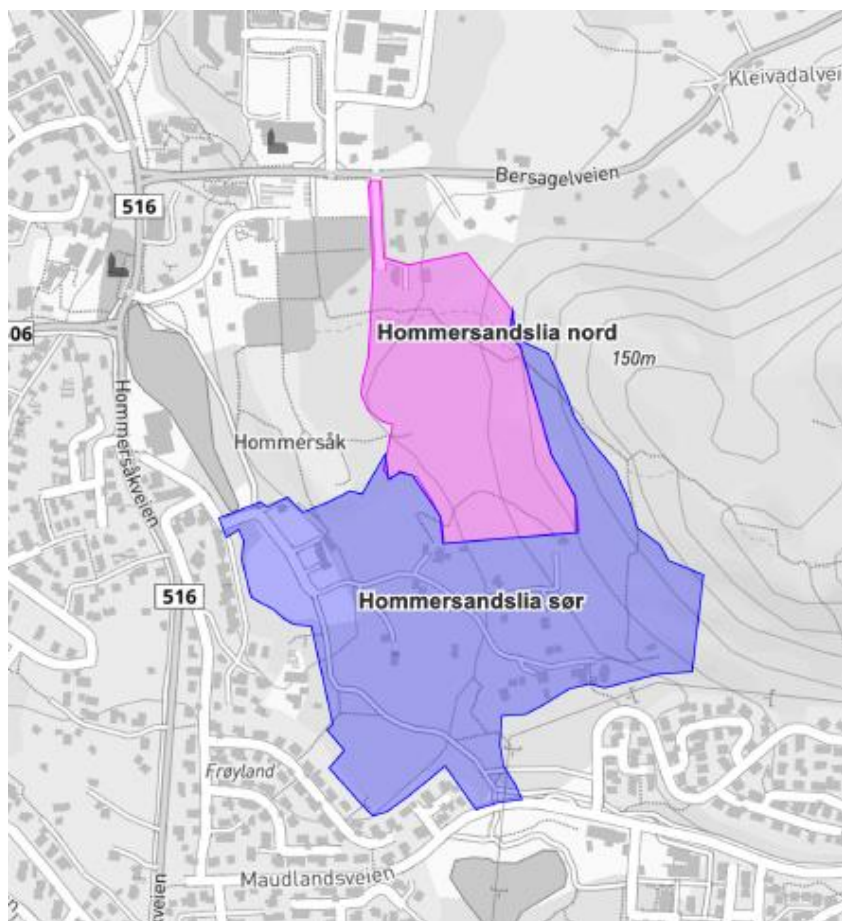 Kleivadalvei
Bersagelveien
516
06
Hommersandslia nord
150m
Hommersåk
Hommersåkveien
516
Hommersandslia sør
Frøyland
Maudlandsveien
veien